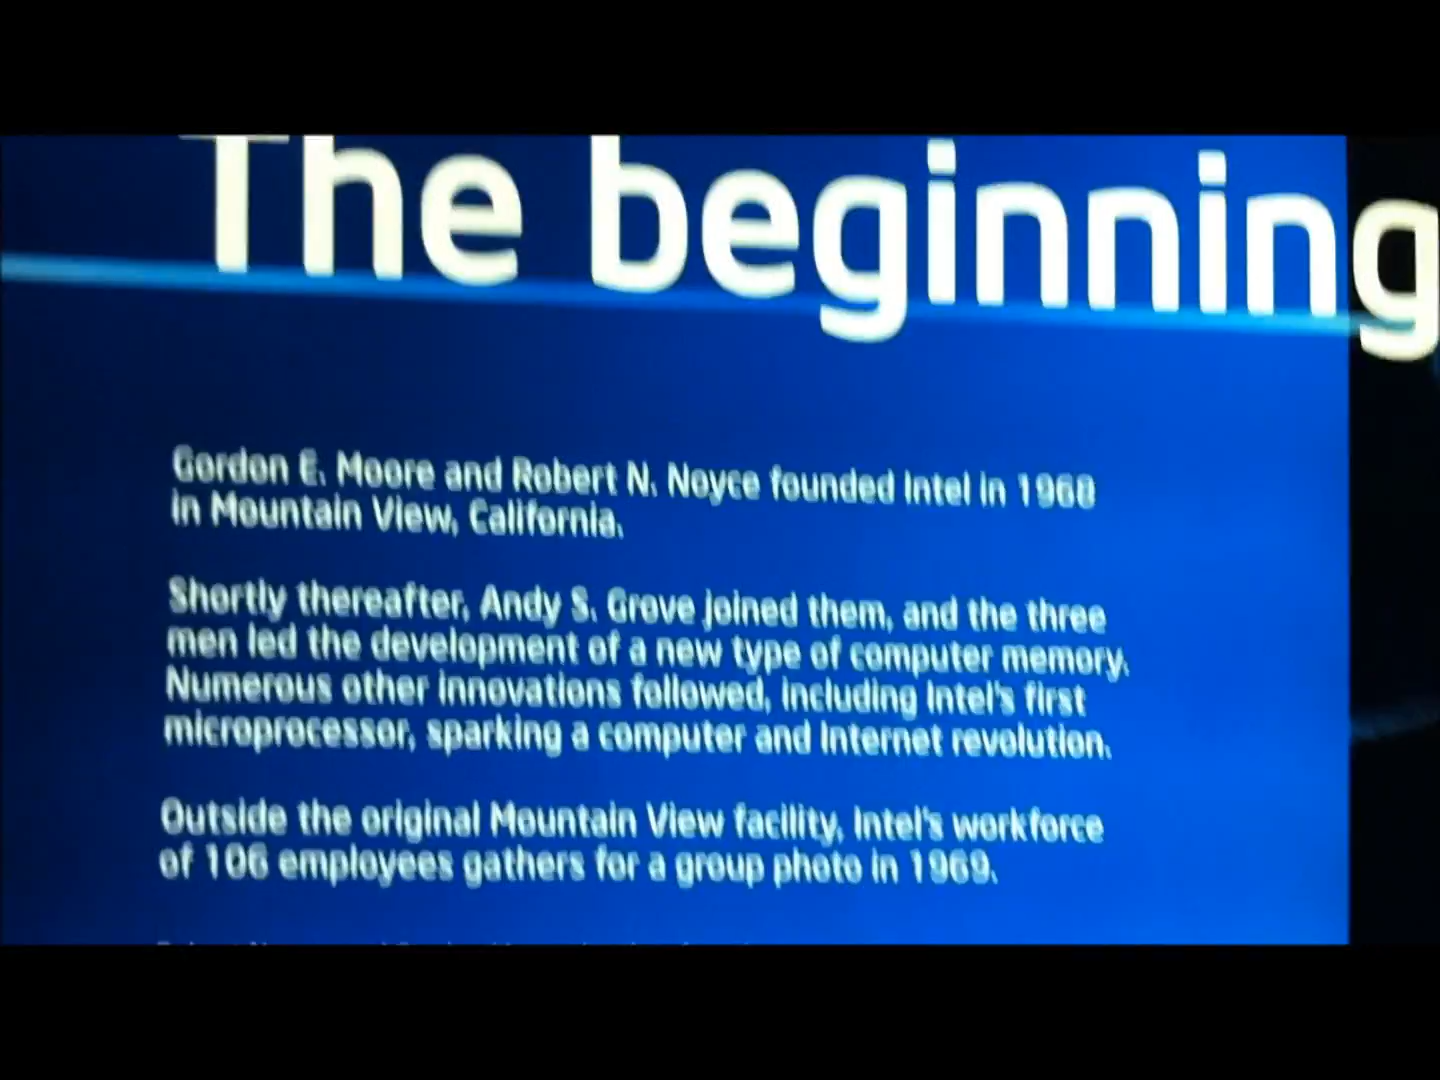 The beginning
Gordon E. Moore and Robert N. Noyce founded Intel in 1968
in Mountain View, California.
Shortly thereafter, Andy S. Grove joined them, and the three
men led the development of a new type of computer memory.
Numerous other innovations followed, including Intel's first
microprocessor, sparking a computer and Internet revolution.
Outside the original Mountain View facility, Intel's workforce
of 106 employees gathers for a group photo in 1969.